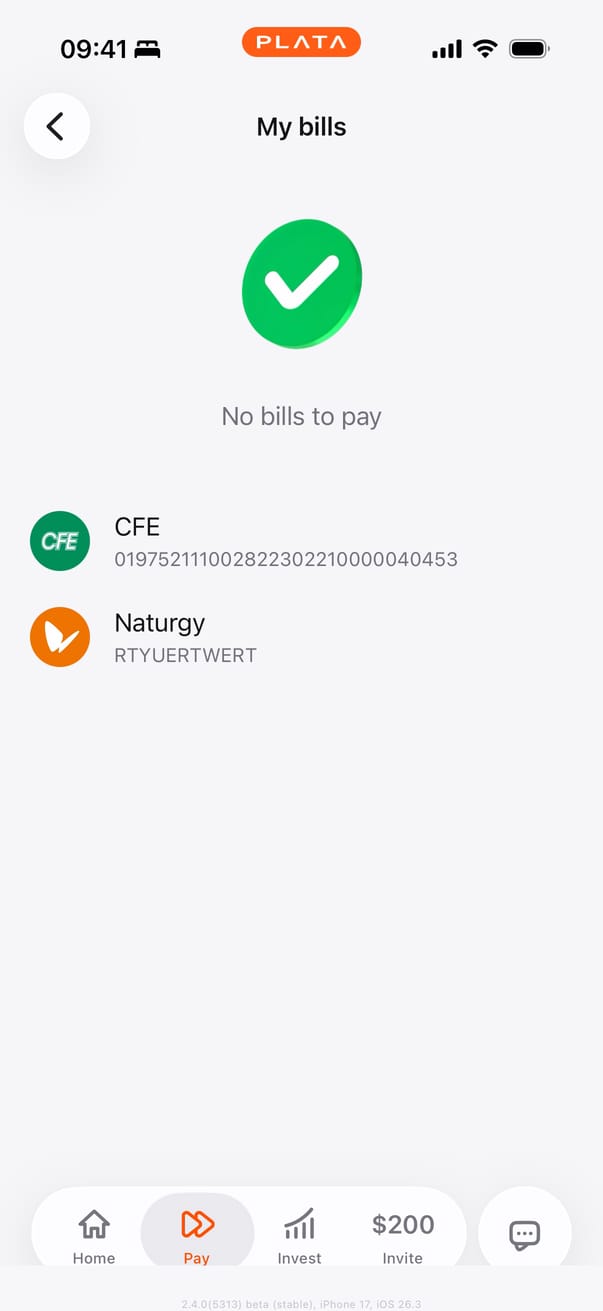 09:41
PLATA
My bills
No bills to pay
CFE
CFE
019752111002822302210000040453
Naturgy
RTYUERTWERT
Home
Pay
Invest
$200
Invite
2.4.0(5313) beta (stable), iPhone 17, iOS 26.3